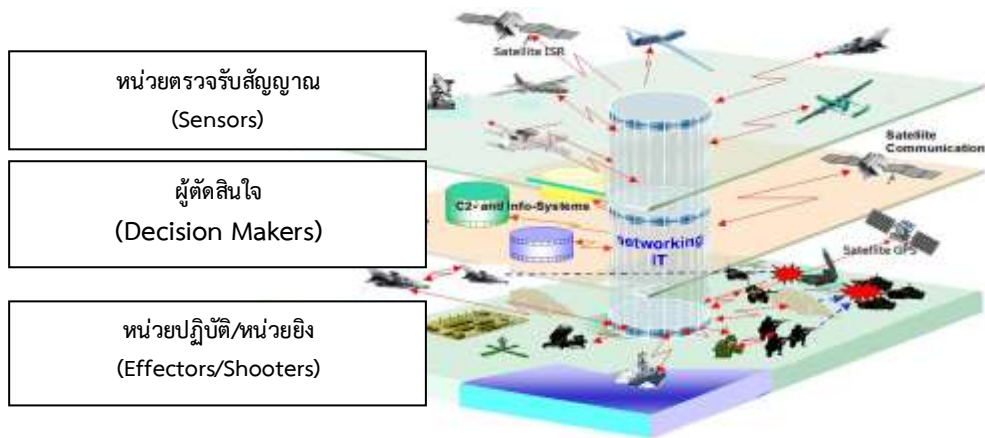 หน่วยตรวจรับสัญญาณ
(Sensors)
ผู้ตัดสินใจ
(Decision Makers)
หน่วยปฏิบัติ/หน่วยยิง
(Effectors/Shooters)
Satellite ISR
Satellite
Communication
C2- and Info-Systems
networking
IT
Satellite GPS